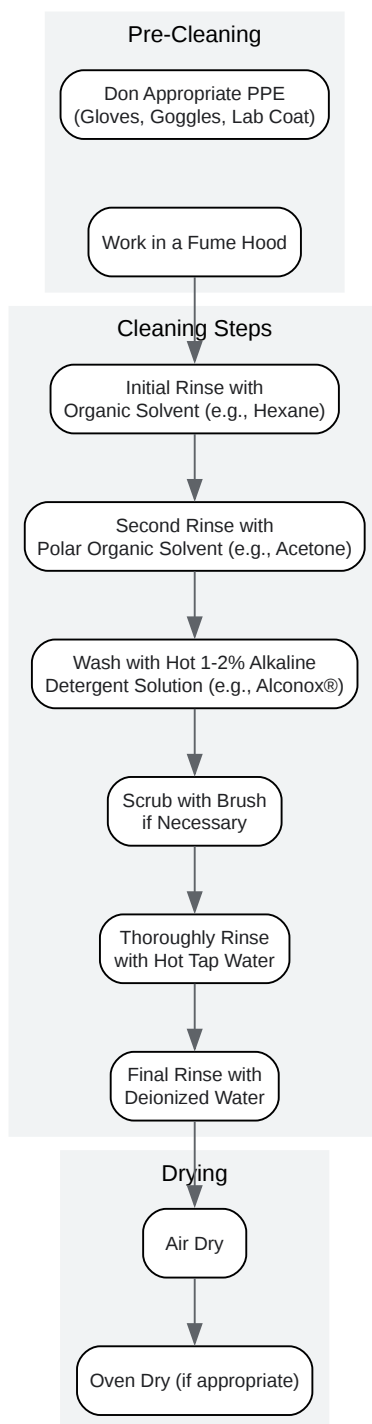 Pre-Cleaning
Don Appropriate PPE
(Gloves, Goggles, Lab Coat)
Work in a Fume Hood
Cleaning Steps
Initial Rinse with
Organic Solvent (e.g., Hexane)
Second Rinse with
Polar Organic Solvent (e.g., Acetone)
Wash with Hot 1-2% Alkaline
Detergent Solution (e.g., Alconox®)
Scrub with Brush
if Necessary
Thoroughly Rinse
with Hot Tap Water
Final Rinse with
Deionized Water
Drying
Air Dry
Oven Dry (if appropriate)